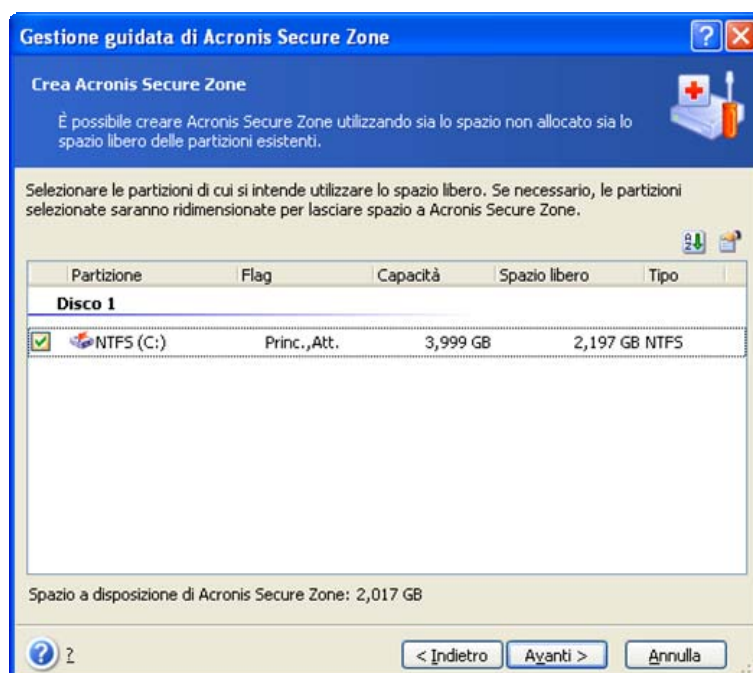 Gestione guidata di Acronis Secure Zone
Crea Acronis Secure Zone
È possibile creare Acronis Secure Zone utilizzando sia lo spazio non allocato sia lo
spazio libero delle partizioni esistenti.
Selezionare le partizioni di cui si intende utilizzare lo spazio libero. Se necessario, le partizioni
selezionate saranno ridimensionate per lasciare spazio a Acronis Secure Zone.
Partizione Flag Capacità Spazio libero Tipo
Disco 1
NTFS (C:) Princ.,Att. 3,999 GB 2,197 GB NTFS
Spazio a disposizione di Acronis Secure Zone: 2,017 GB
? < Indietro Avanti > Annulla